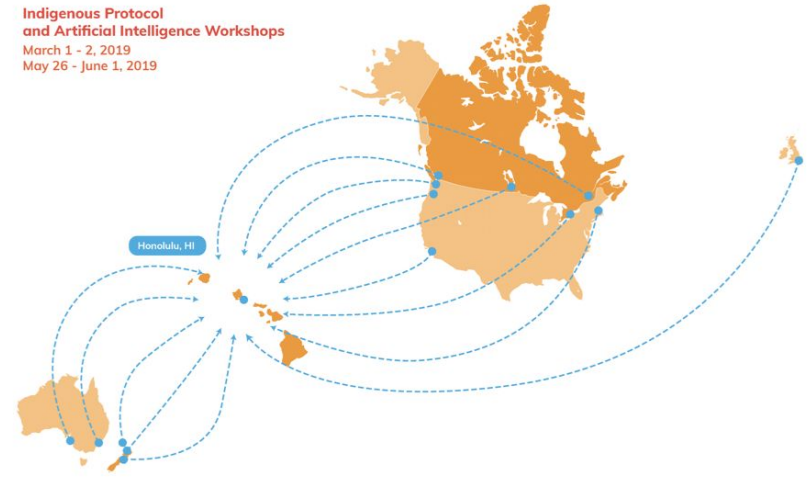 Indigenous Protocol
and Artificial Intelligence Workshops
March 1 - 2, 2019
May 26 - June 1, 2019
Honolulu, HI